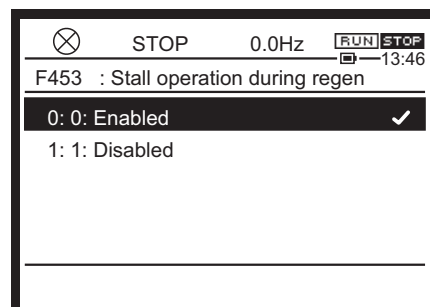 STOP 0.0Hz RUN STOP
13:46
F453 : Stall operation during regen
0: 0: Enabled
1: 1: Disabled